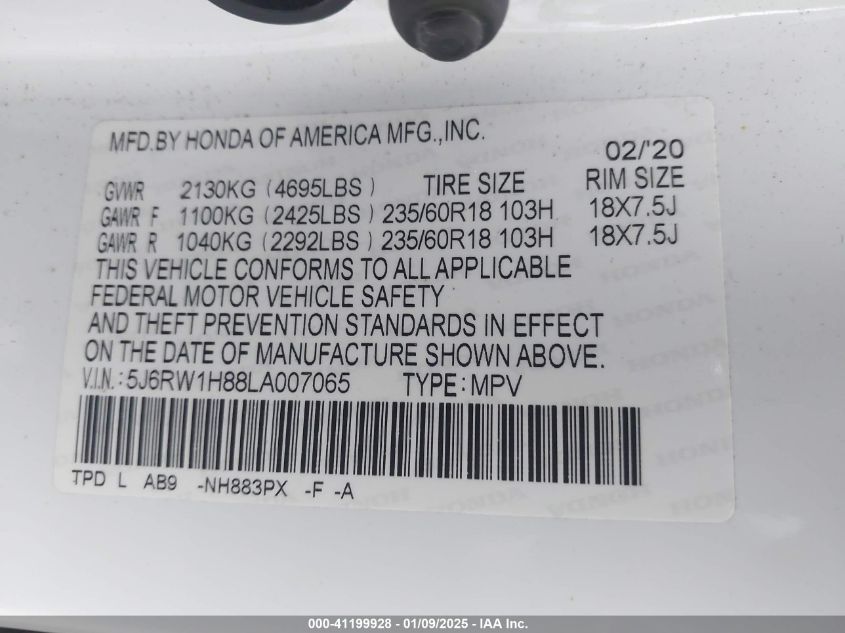 MFD.BY HONDA OF AMERICA MFG.,INC.
02/'20
GVWR 2130KG (4695LBS) TIRE SIZE RIM SIZE
GAWR F 1100KG (2425LBS) 235/60R18 103H 18X7.5J
GAWR R 1040KG (2292LBS) 235/60R18 103H 18X7.5J
THIS VEHICLE CONFORMS TO ALL APPLICABLE
FEDERAL MOTOR VEHICLE SAFETY
AND THEFT PREVENTION STANDARDS IN EFFECT
ON THE DATE OF MANUFACTURE SHOWN ABOVE.
V.I.N.: 5J6RW1H88LA007065 TYPE: MPV
TPD L AB9 -NH883PX -F -A
000-41199928 - 01/09/2025 - IAA Inc.